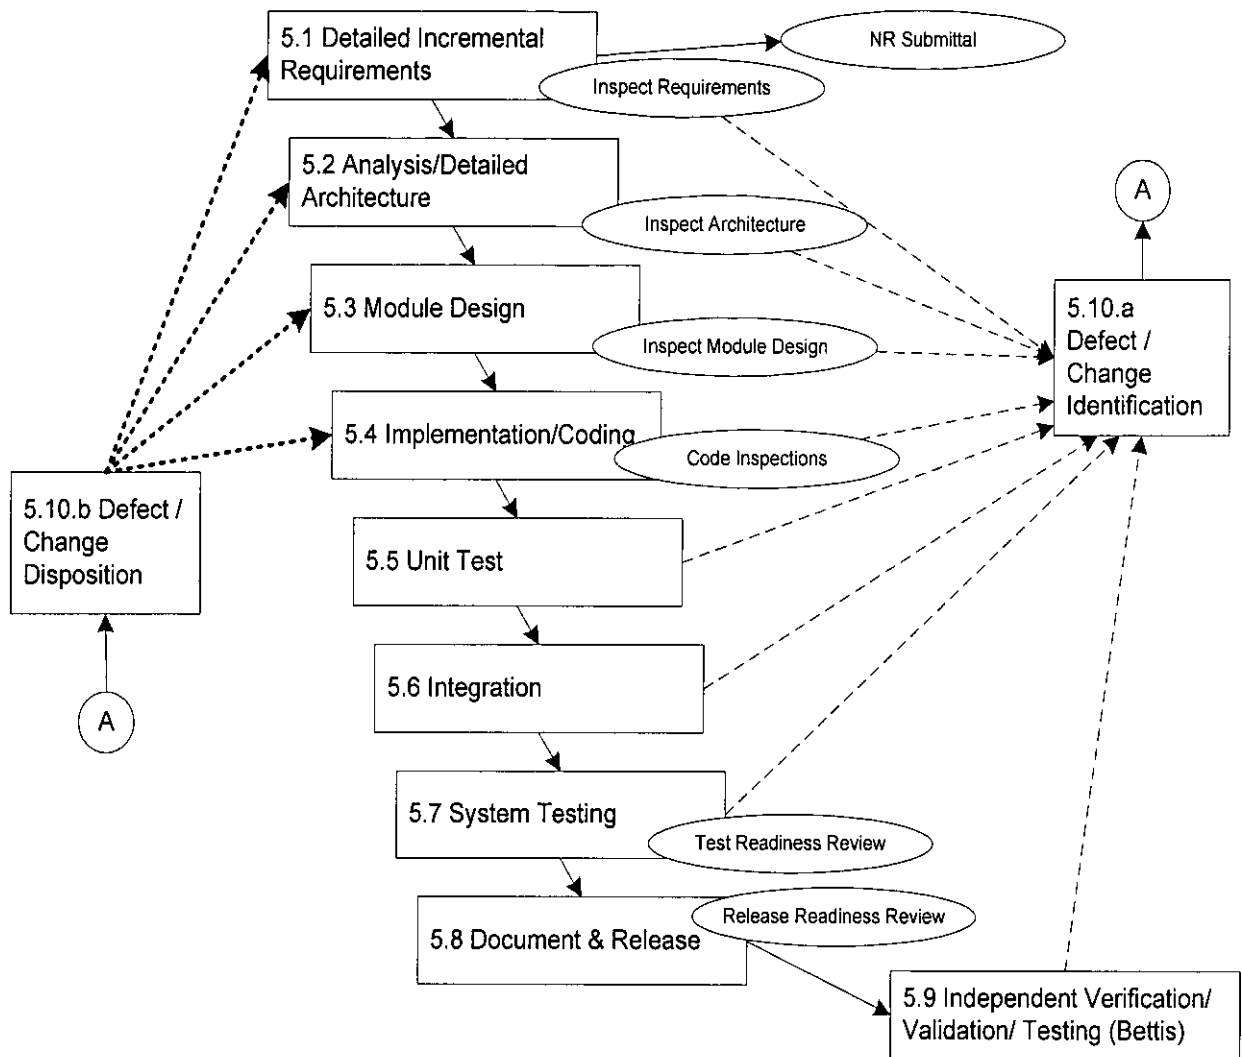 5.1 Detailed Incremental
Requirements
NR Submittal
Inspect Requirements
5.2 Analysis/Detailed
Architecture
Inspect Architecture
A
5.3 Module Design
Inspect Module Design
5.10.a
Defect /
Change
Identification
5.4 Implementation/Coding
Code Inspections
5.10.b Defect /
Change
Disposition
5.5 Unit Test
A
5.6 Integration
5.7 System Testing
Test Readiness Review
5.8 Document & Release
Release Readiness Review
5.9 Independent Verification/
Validation/ Testing (Bettis)